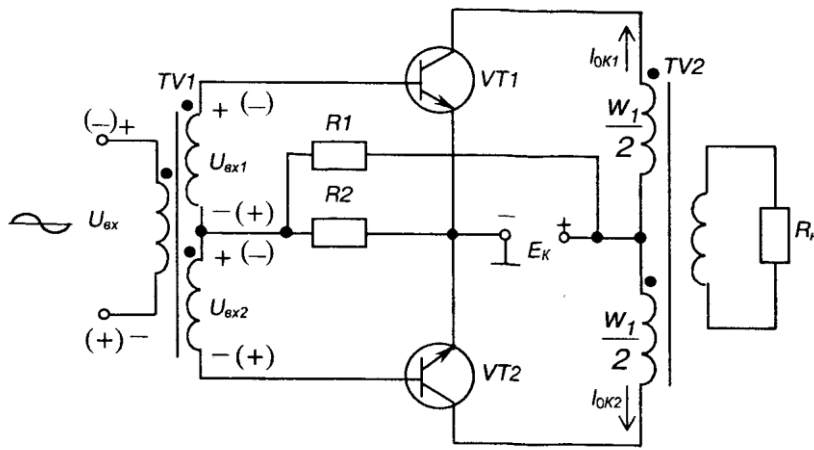 TV1
(–) +
+ (–)
Uвх
Uвх1
– (+)
+ (–)
Uвх2
– (+)
(+) –
R1
R2
VT1
VT2
–
Eк
+
I0К1
TV2
W1
2
W1
2
I0К2